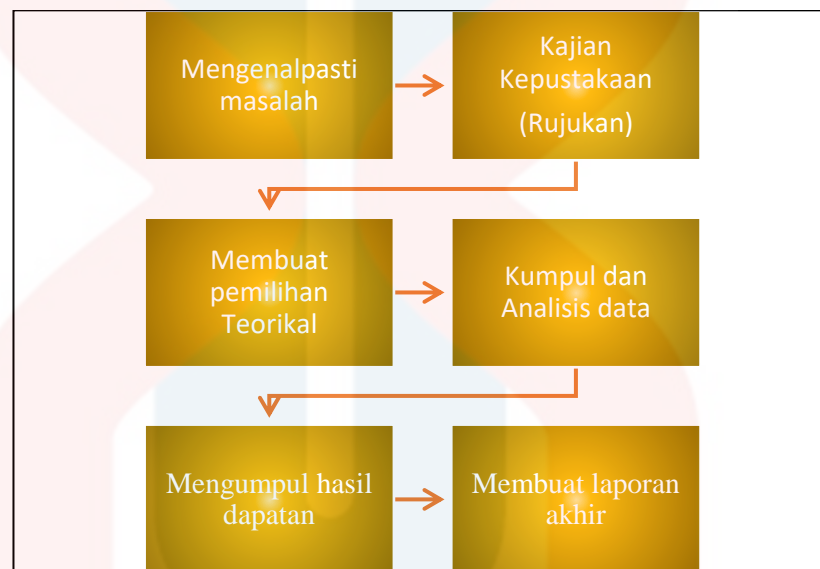 Mengenalpasti
masalah
Kajian
Kepustakaan
(Rujukan)
Membuat
pemilihan
Teorikal
Kumpul dan
Analisis data
Mengumpul hasil
dapatan
Membuat laporan
akhir